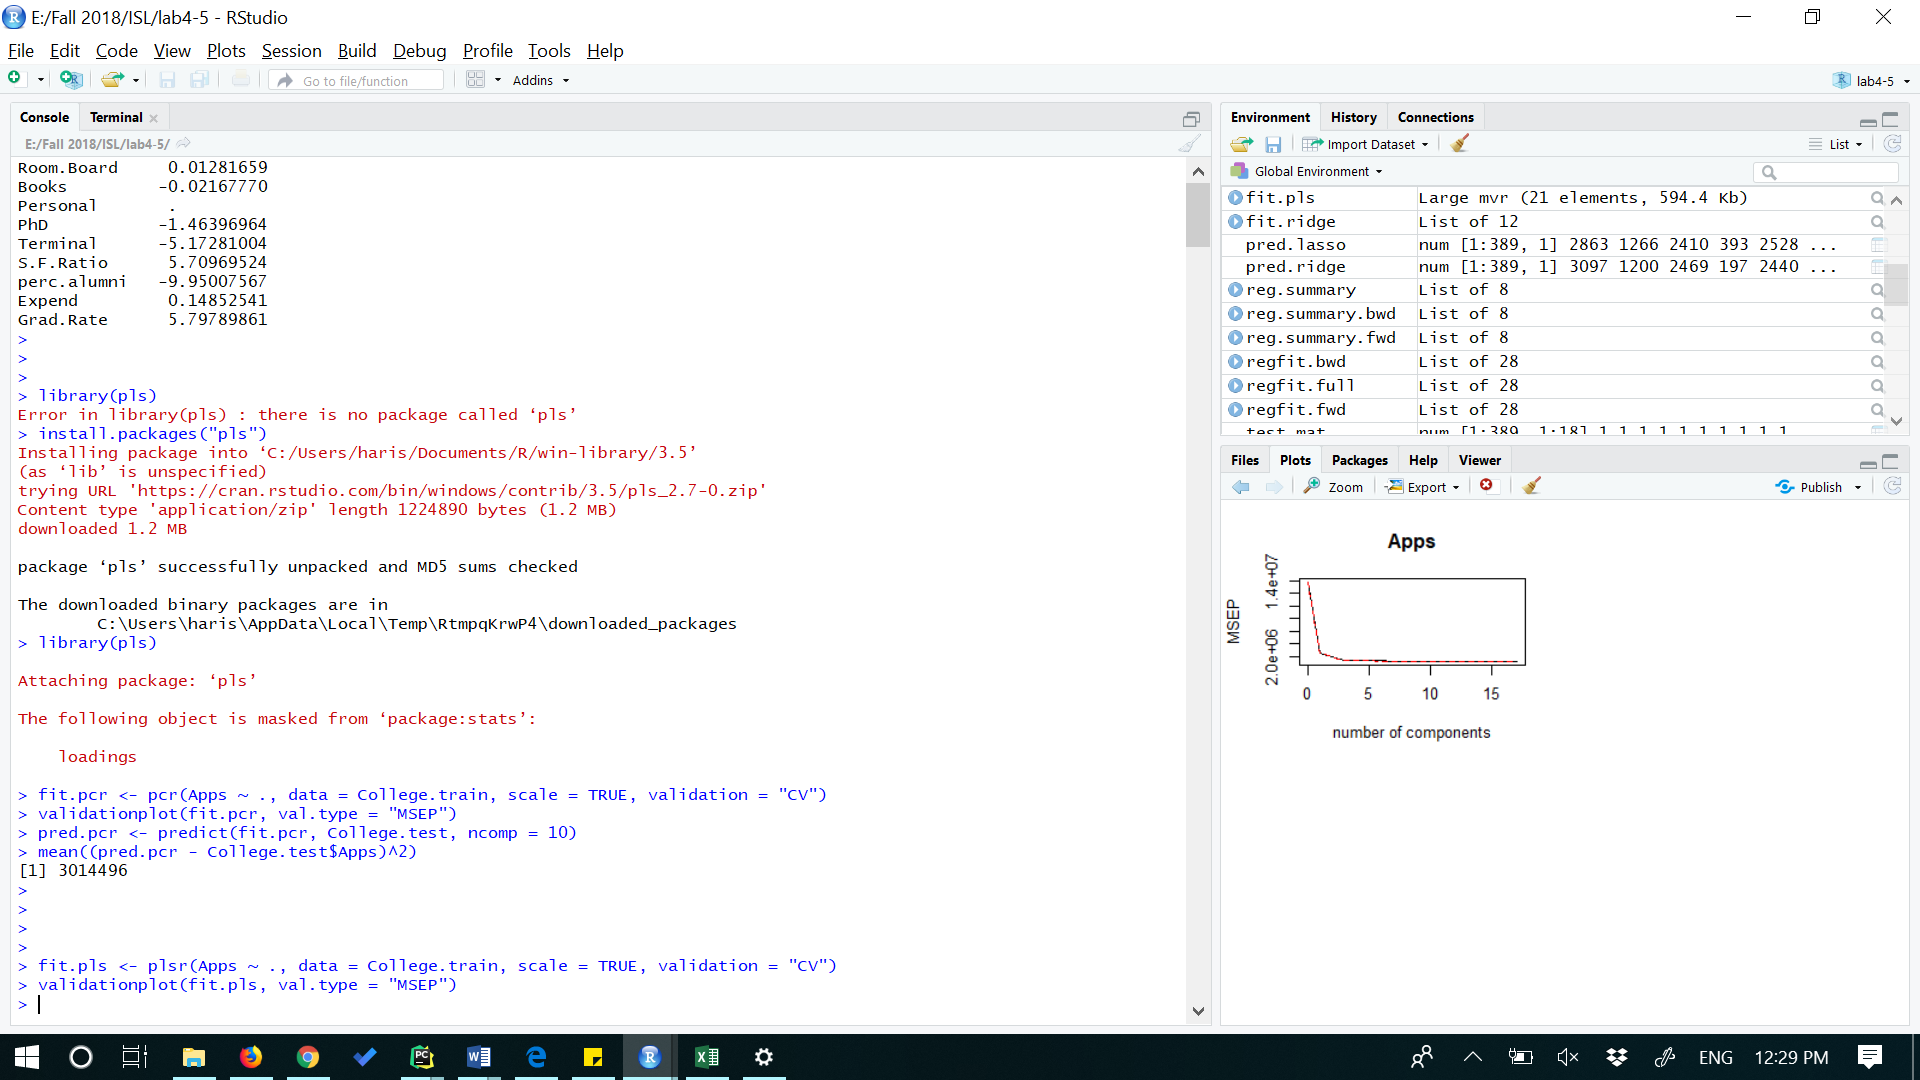 E:/Fall 2018/ISL/lab4-5 - RStudio
File Edit Code View Plots Session Build Debug Profile Tools Help
Go to file/function Addins lab4-5
Console Terminal
E:/Fall 2018/ISL/lab4-5/
Room.Board     0.01281659
Books         -0.02167770
Personal       .
PhD           -1.46396964
Terminal      -5.17281004
S.F.Ratio      5.70969524
perc.alumni   -9.95007567
Expend         0.14852541
Grad.Rate      5.79789861
>
>
>
> library(pls)
Error in library(pls) : there is no package called ‘pls’
> install.packages("pls")
Installing package into ‘C:/Users/haris/Documents/R/win-library/3.5’
(as ‘lib’ is unspecified)
trying URL 'https://cran.rstudio.com/bin/windows/contrib/3.5/pls_2.7-0.zip'
Content type 'application/zip' length 1224890 bytes (1.2 MB)
downloaded 1.2 MB
package ‘pls’ successfully unpacked and MD5 sums checked
The downloaded binary packages are in
C:\Users\haris\AppData\Local\Temp\RtmpqKrwP4\downloaded_packages
> library(pls)
Attaching package: ‘pls’
The following object is masked from ‘package:stats’:
loadings
> fit.pcr <- pcr(Apps ~ ., data = College.train, scale = TRUE, validation = "CV")
> validationplot(fit.pcr, val.type = "MSEP")
> pred.pcr <- predict(fit.pcr, College.test, ncomp = 10)
> mean((pred.pcr - College.test$Apps)^2)
[1] 3014496
>
>
>
>
> fit.pls <- plsr(Apps ~ ., data = College.train, scale = TRUE, validation = "CV")
> validationplot(fit.pls, val.type = "MSEP")
>
Environment History Connections
Import Dataset List
Global Environment
fit.pls Large mvr (21 elements, 594.4 Kb)
fit.ridge List of 12
pred.lasso num [1:389, 1] 2863 1266 2410 393 2528 ...
pred.ridge num [1:389, 1] 3097 1200 2469 197 2440 ...
reg.summary List of 8
reg.summary.bwd List of 8
reg.summary.fwd List of 8
regfit.bwd List of 28
regfit.full List of 28
regfit.fwd List of 28
test.mat num [1:389, 1:18] 1 1 1 1 1 1 1 1 1 1
Files Plots Packages Help Viewer
Zoom Export Publish
Apps
MSEP
1.4e+07
2.0e+06
0 5 10 15
number of components
ENG 12:29 PM